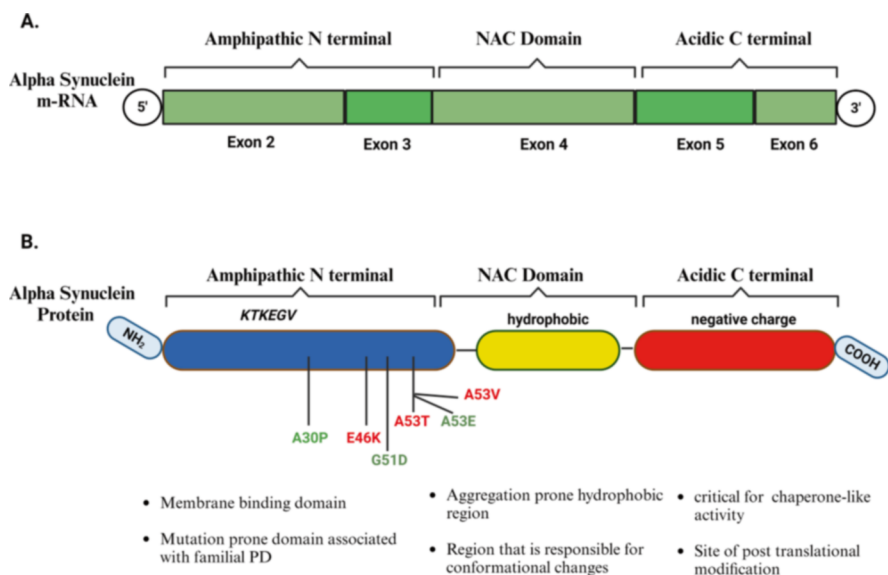 A.
Amphipathic N terminal NAC Domain Acidic C terminal
Alpha Synuclein
m-RNA
5' 3'
Exon 2 Exon 3 Exon 4 Exon 5 Exon 6
B.
Amphipathic N terminal NAC Domain Acidic C terminal
Alpha Synuclein
Protein
KTKEGV hydrophobic negative charge
NH2 COOH
A53V
A53T A53E
A30P E46K
G51D
• Membrane binding domain
• Mutation prone domain associated
with familial PD
• Aggregation prone hydrophobic
region
• Region that is responsible for
conformational changes
• critical for chaperone-like
activity
• Site of post translational
modification